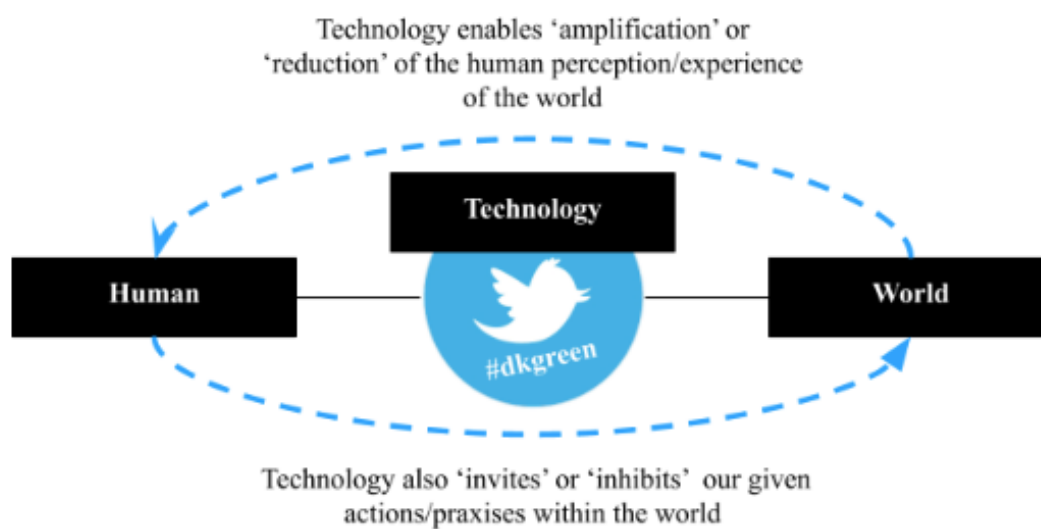 Technology enables ‘amplification’ or
‘reduction’ of the human perception/experience
of the world
Technology
Human
World
#dkgreen
Technology also ‘invites’ or ‘inhibits’ our given
actions/praxises within the world